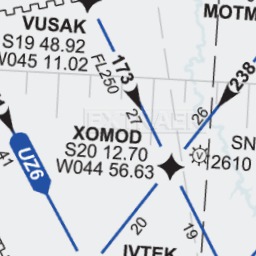 VUSAK
S19 48.92
W045 11.02
MOTM
FL250
173
27
238
26
XOMOD
S20 12.70
W044 56.63
SN
2610
UZ6
41
20
19
IVTEK